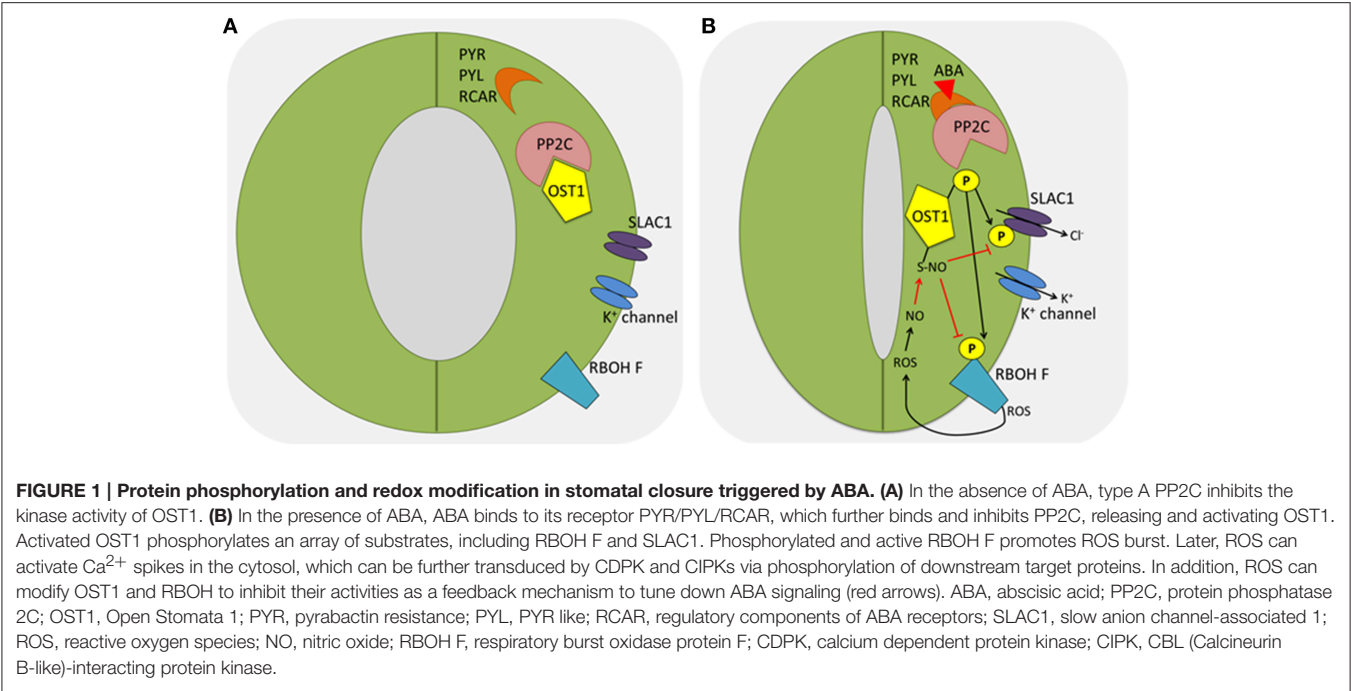 A
PYR
PYL
RCAR
PP2C
OST1
SLAC1
K⁺ channel
RBOH F
B
PYR
PYL
RCAR
ABA
PP2C
P
OST1
SLAC1
P
Cl⁻
S-NO
K⁺
K⁺ channel
NO
P
ROS
RBOH F
ROS
FIGURE 1 | Protein phosphorylation and redox modification in stomatal closure triggered by ABA. (A) In the absence of ABA, type A PP2C inhibits the
kinase activity of OST1. (B) In the presence of ABA, ABA binds to its receptor PYR/PYL/RCAR, which further binds and inhibits PP2C, releasing and activating OST1.
Activated OST1 phosphorylates an array of substrates, including RBOH F and SLAC1. Phosphorylated and active RBOH F promotes ROS burst. Later, ROS can
activate Ca²⁺ spikes in the cytosol, which can be further transduced by CDPK and CIPKs via phosphorylation of downstream target proteins. In addition, ROS can
modify OST1 and RBOH to inhibit their activities as a feedback mechanism to tune down ABA signaling (red arrows). ABA, abscisic acid; PP2C, protein phosphatase
2C; OST1, Open Stomata 1; PYR, pyrabactin resistance; PYL, PYR like; RCAR, regulatory components of ABA receptors; SLAC1, slow anion channel-associated 1;
ROS, reactive oxygen species; NO, nitric oxide; RBOH F, respiratory burst oxidase protein F; CDPK, calcium dependent protein kinase; CIPK, CBL (Calcineurin
B-like)-interacting protein kinase.